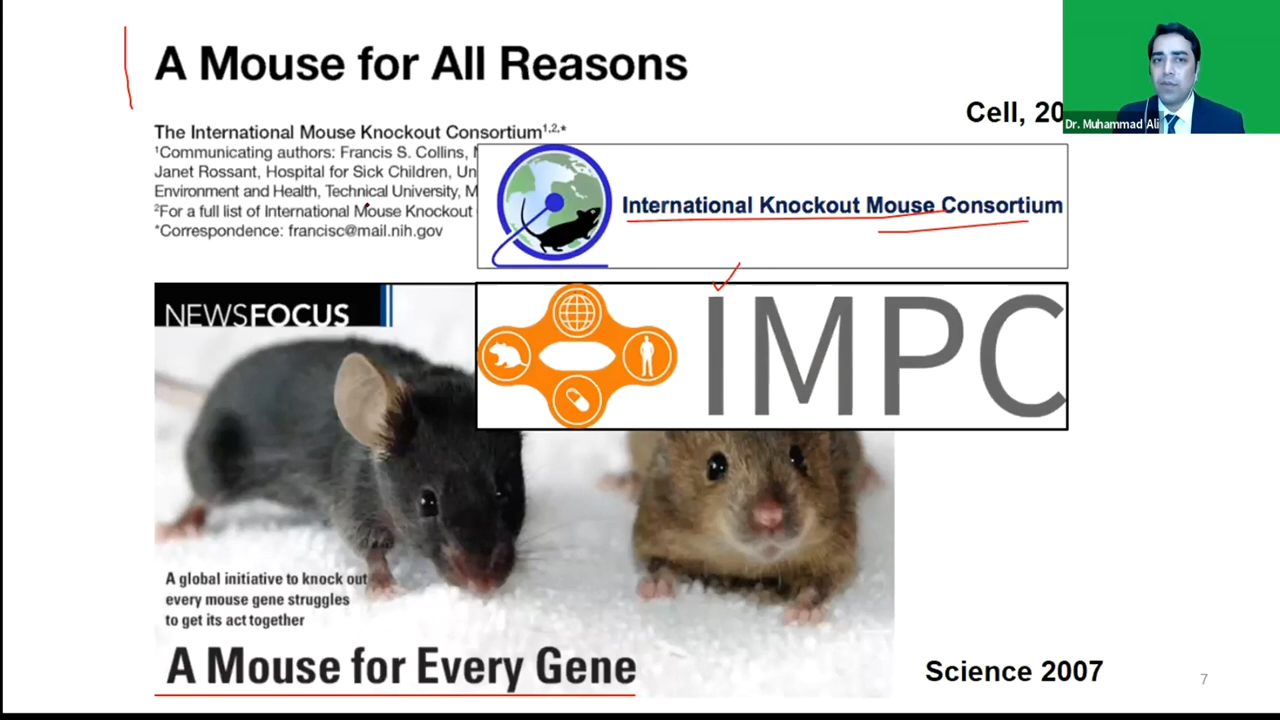 A Mouse for All Reasons
Cell, 20
Dr. Muhammad Ali
The International Mouse Knockout Consortium1,2,*
1Communicating authors: Francis S. Collins,
Janet Rossant, Hospital for Sick Children, Un
Environment and Health, Technical University, M
2For a full list of International Mouse Knockout
*Correspondence: francisc@mail.nih.gov
International Knockout Mouse Consortium
NEWSFOCUS
IMPC
A global initiative to knock out
every mouse gene struggles
to get its act together
A Mouse for Every Gene
Science 2007
7